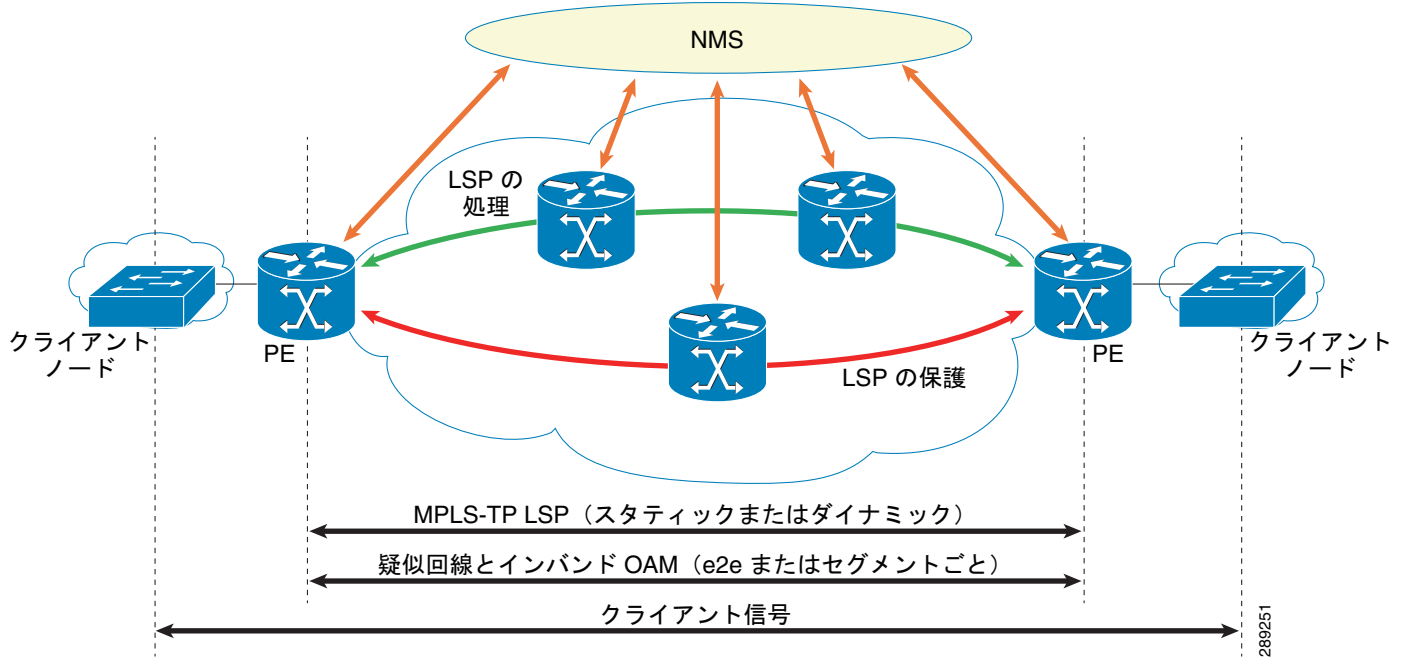 NMS
LSP の
処理
クライアント
ノード
PE
PE
クライアント
ノード
LSP の保護
MPLS-TP LSP（スタティックまたはダイナミック）
疑似回線とインバンド OAM（e2e またはセグメントごと）
クライアント信号
289251